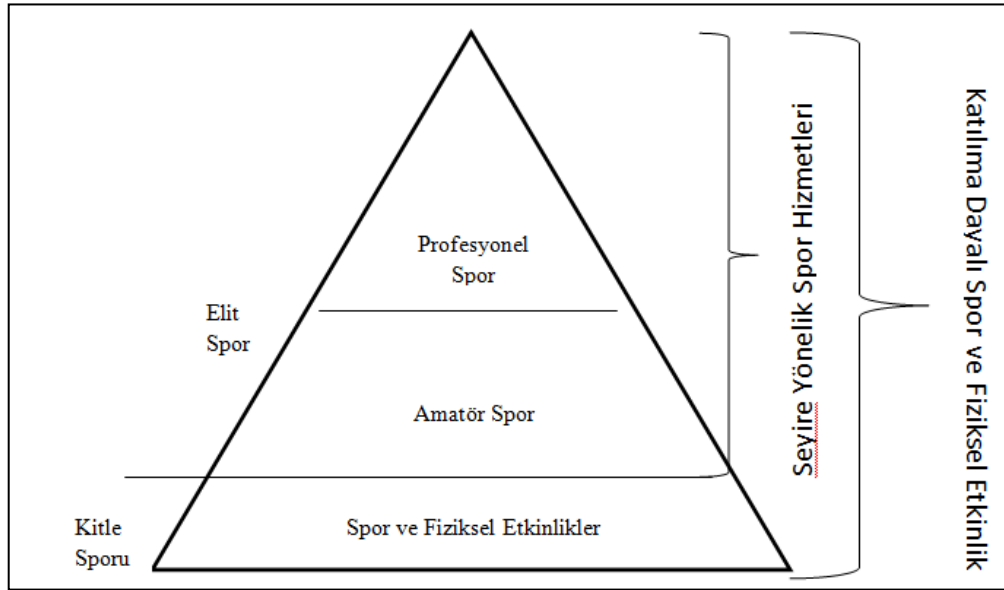 Profesyonel
Spor
Elit
Spor
Amatör Spor
Kitle
Sporu
Spor ve Fiziksel Etkinlikler
Seyire Yönelik Spor Hizmetleri
Katılıma Dayalı Spor ve Fiziksel Etkinlik